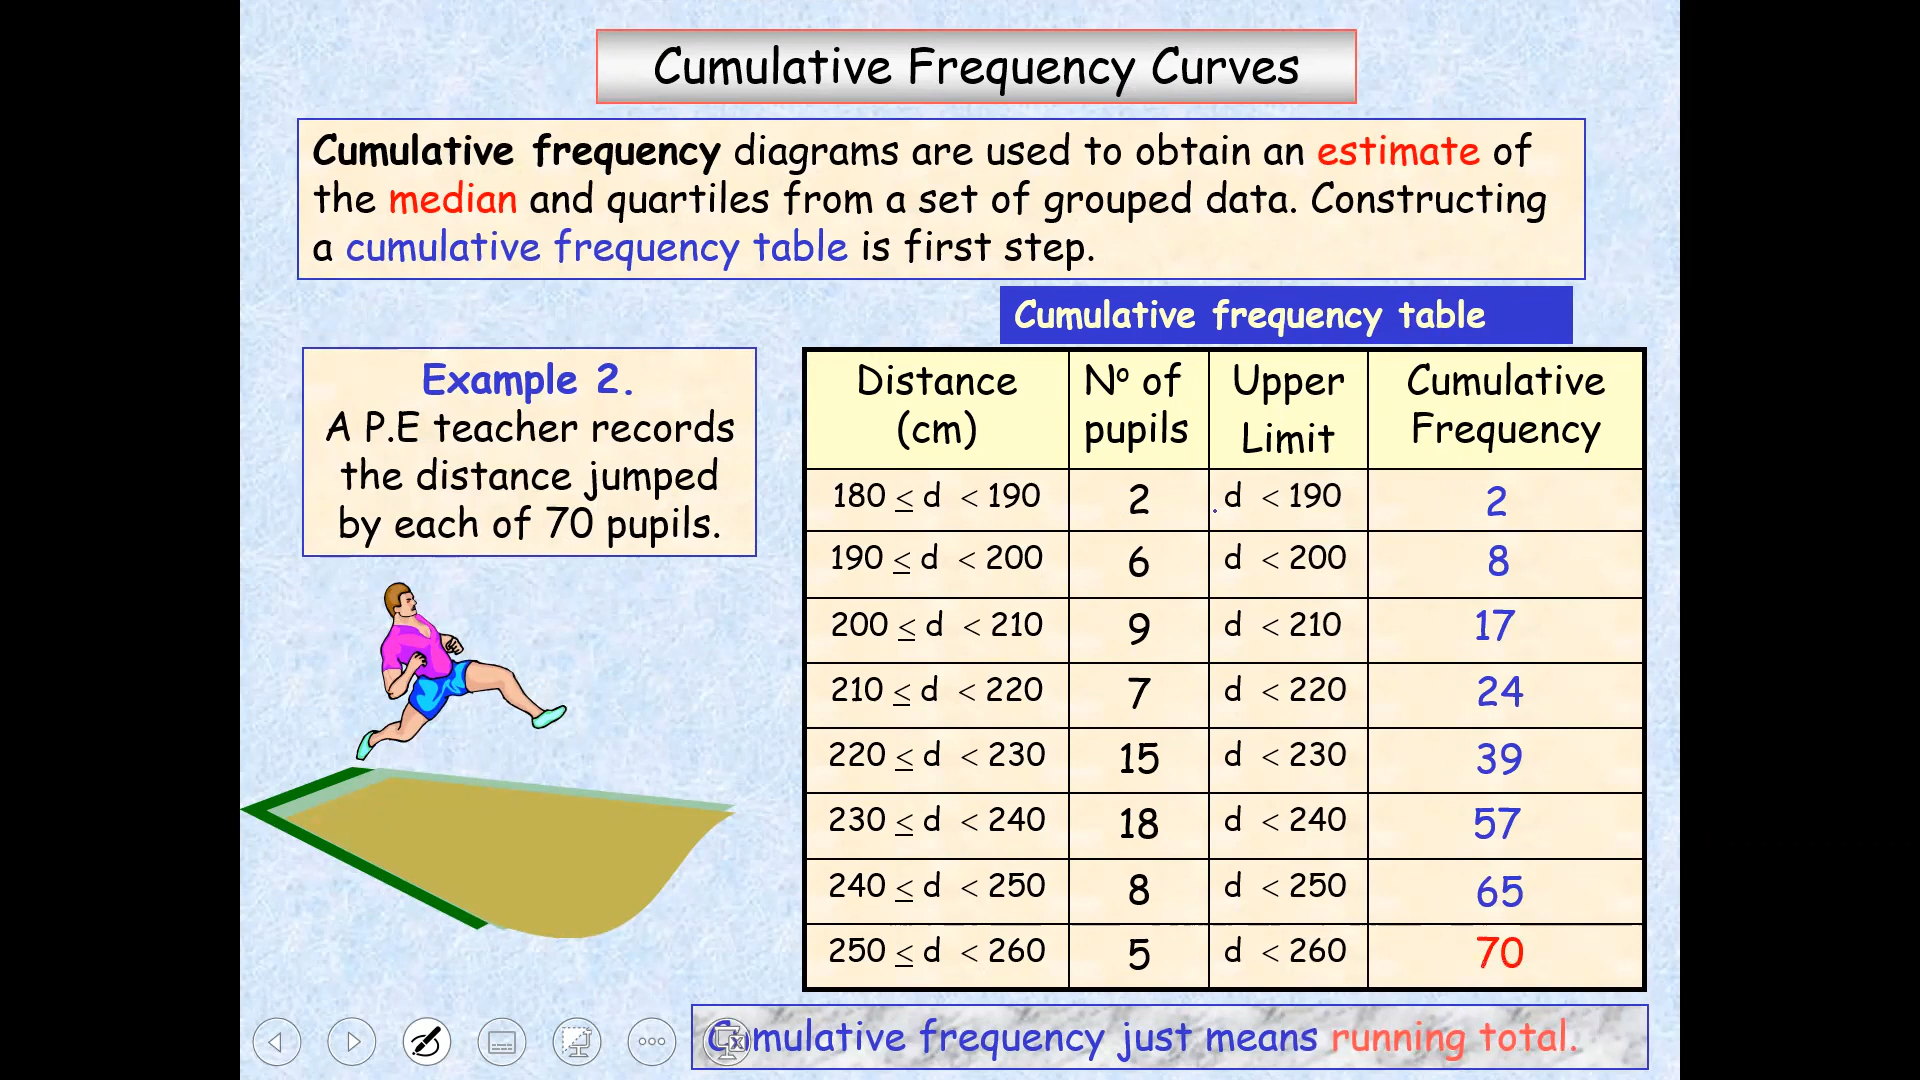 Cumulative Frequency Curves
Cumulative frequency diagrams are used to obtain an estimate of
the median and quartiles from a set of grouped data. Constructing
a cumulative frequency table is first step.
Cumulative frequency table
Example 2.
A P.E teacher records
the distance jumped
by each of 70 pupils.
Distance (cm) Nº of pupils Upper Limit Cumulative Frequency
180 ≤ d < 190 2 d < 190 2
190 ≤ d < 200 6 d < 200 8
200 ≤ d < 210 9 d < 210 17
210 ≤ d < 220 7 d < 220 24
220 ≤ d < 230 15 d < 230 39
230 ≤ d < 240 18 d < 240 57
240 ≤ d < 250 8 d < 250 65
250 ≤ d < 260 5 d < 260 70
Cumulative frequency just means running total.